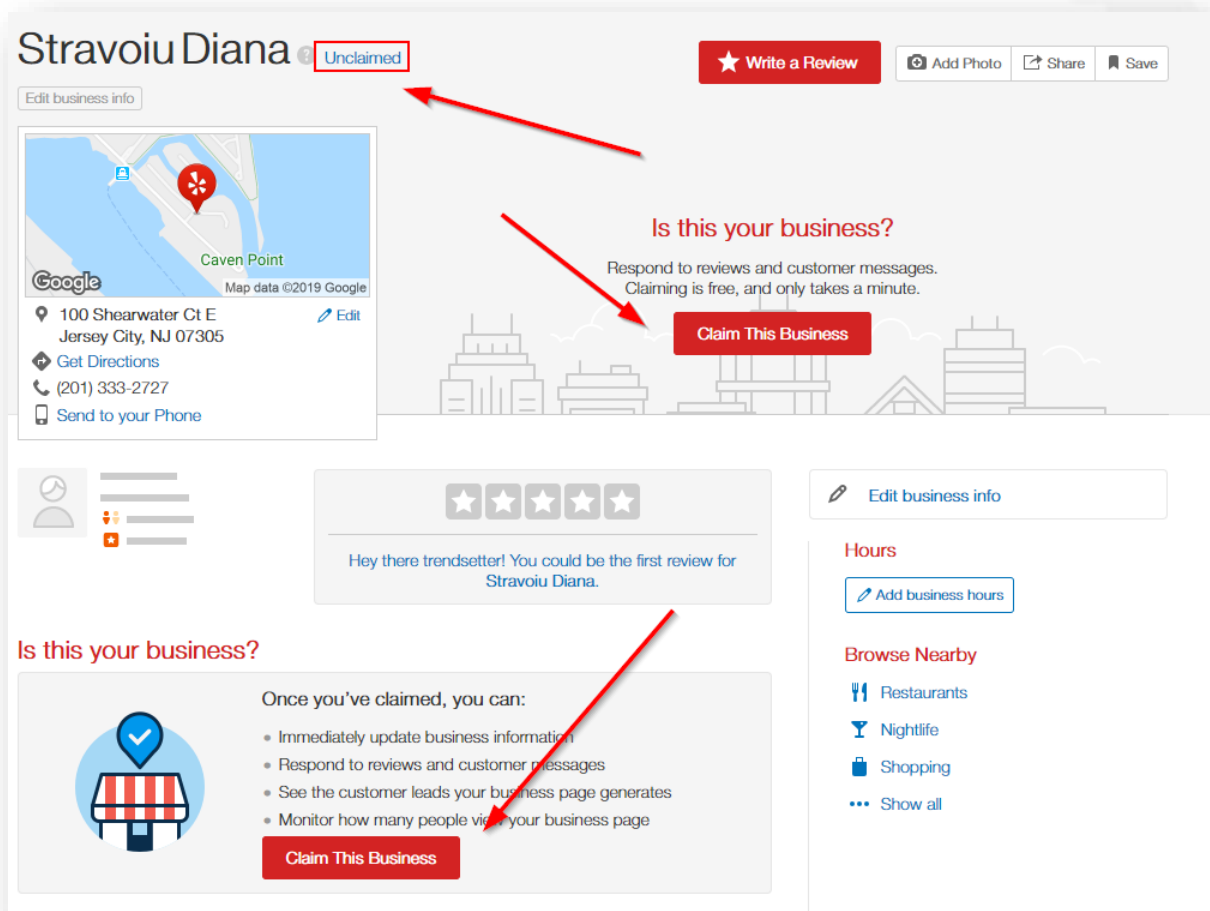 Stravoiu Diana ? Unclaimed
Write a Review
Add Photo
Share
Save
Edit business info
Caven Point
Google
Map data ©2019 Google
100 Shearwater Ct E
Jersey City, NJ 07305
Edit
Get Directions
(201) 333-2727
Send to your Phone
Is this your business?
Respond to reviews and customer messages.
Claiming is free, and only takes a minute.
Claim This Business
Hey there trendsetter! You could be the first review for
Stravoiu Diana.
Edit business info
Hours
Add business hours
Browse Nearby
Restaurants
Nightlife
Shopping
Show all
Is this your business?
Once you've claimed, you can:
Immediately update business information
Respond to reviews and customer messages
See the customer leads your business page generates
Monitor how many people view your business page
Claim This Business